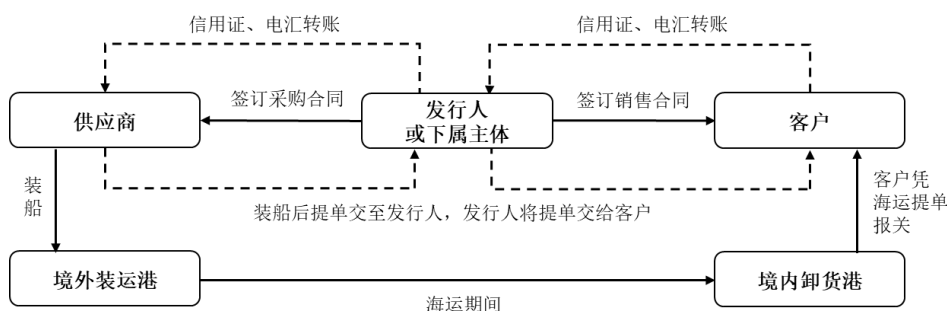 信用证、电汇转账
信用证、电汇转账
供应商
签订采购合同
发行人
或下属主体
签订销售合同
客户
装
船
装船后提单交至发行人，发行人将提单交给客户
客户凭
海运提单
报关
境外装运港
海运期间
境内卸货港